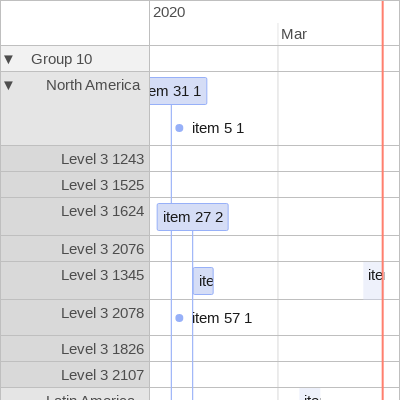 2020
Mar
▼ Group 10
▼ North America
em 31 1
item 5 1
Level 3 1243
Level 3 1525
Level 3 1624
item 27 2
Level 3 2076
Level 3 1345
ite
ite
Level 3 2078
item 57 1
Level 3 1826
Level 3 2107
Latin America
ite